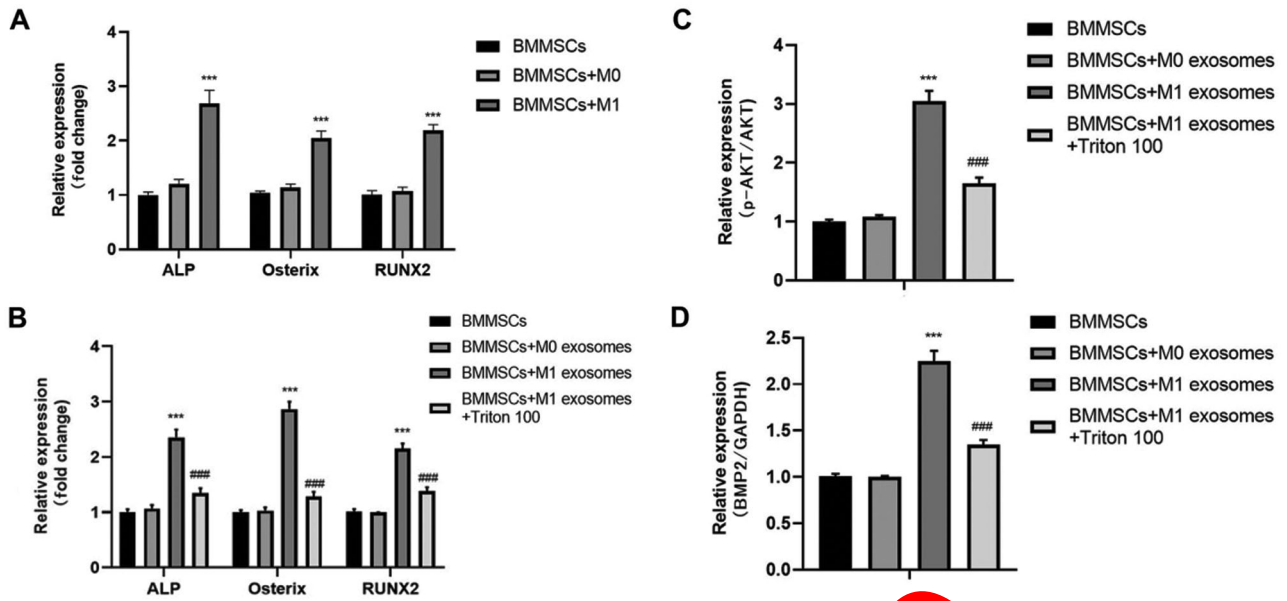 A
Relative expression
(fold change)
4
3
2
1
0
***
***
***
ALP
Osterix
RUNX2
BMMSCs
BMMSCs+M0
BMMSCs+M1
B
Relative expression
(fold change)
4
3
2
1
0
***
***
***
###
###
###
ALP
Osterix
RUNX2
BMMSCs
BMMSCs+M0 exosomes
BMMSCs+M1 exosomes
BMMSCs+M1 exosomes
+Triton 100
C
Relative expression
(p-AKT/AKT)
4
3
2
1
0
***
###
BMMSCs
BMMSCs+M0 exosomes
BMMSCs+M1 exosomes
BMMSCs+M1 exosomes
+Triton 100
D
Relative expression
(BMP2/GAPDH)
2.5
2.0
1.5
1.0
0.5
0.0
***
###
BMMSCs
BMMSCs+M0 exosomes
BMMSCs+M1 exosomes
BMMSCs+M1 exosomes
+Triton 100